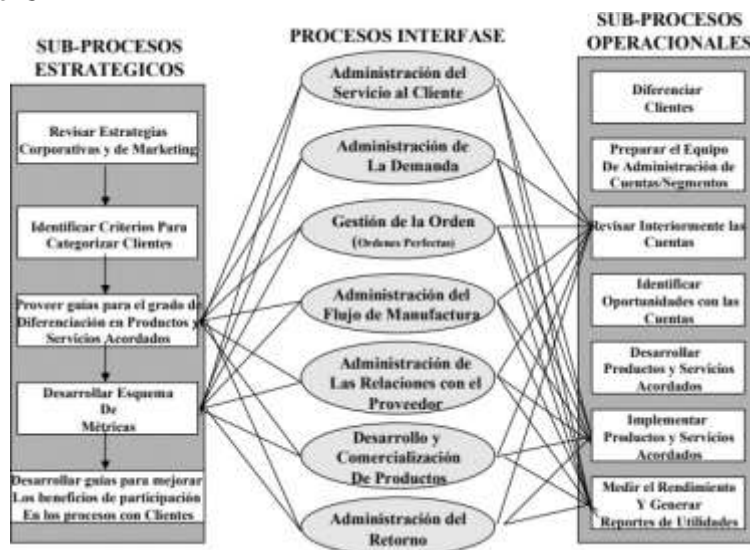 SUB-PROCESOS
ESTRATEGICOS
Revisar Estrategias
Corporativas y de Marketing
Identificar Criterios Para
Categorizar Clientes
Proveer guías para el grado de
Diferenciación en Productos y
Servicios Acordados
Desarrollar Esquema
De
Métricas
Desarrollar guías para mejorar
Los beneficios de participación
En los procesos con Clientes
PROCESOS INTERFASE
Administración del
Servicio al Cliente
Administración de
La Demanda
Gestión de la Orden
(Ordenes Perfectas)
Administración del
Flujo de Manufactura
Administración de
Las Relaciones con el
Proveedor
Desarrollo y
Comercialización
De Productos
Administración del
Retorno
SUB-PROCESOS
OPERACIONALES
Diferenciar
Clientes
Preparar el Equipo
De Administración de
Cuentas/Segmentos
Revisar Interiormente las
Cuentas
Identificar
Oportunidades con las
Cuentas
Desarrollar
Productos y Servicios
Acordados
Implementar
Productos y Servicios
Acordados
Medir el Rendimiento
Y Generar
Reportes de Utilidades